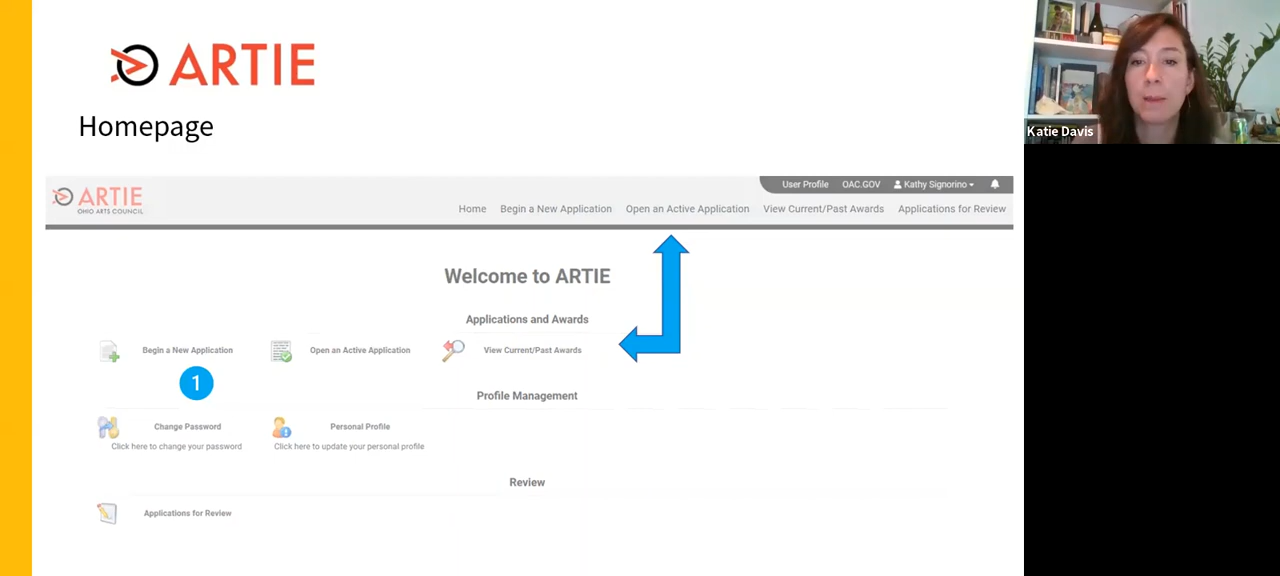 ARTIE
Katie Davis
Homepage
ARTIE
OHIO ARTS COUNCIL
User Profile OAC.GOV Kathy Signorino
Home Begin a New Application Open an Active Application View Current/Past Awards Applications for Review
Welcome to ARTIE
Applications and Awards
Begin a New Application Open an Active Application View Current/Past Awards
1
Profile Management
Change Password Personal Profile
Click here to change your password Click here to update your personal profile
Review
Applications for Review